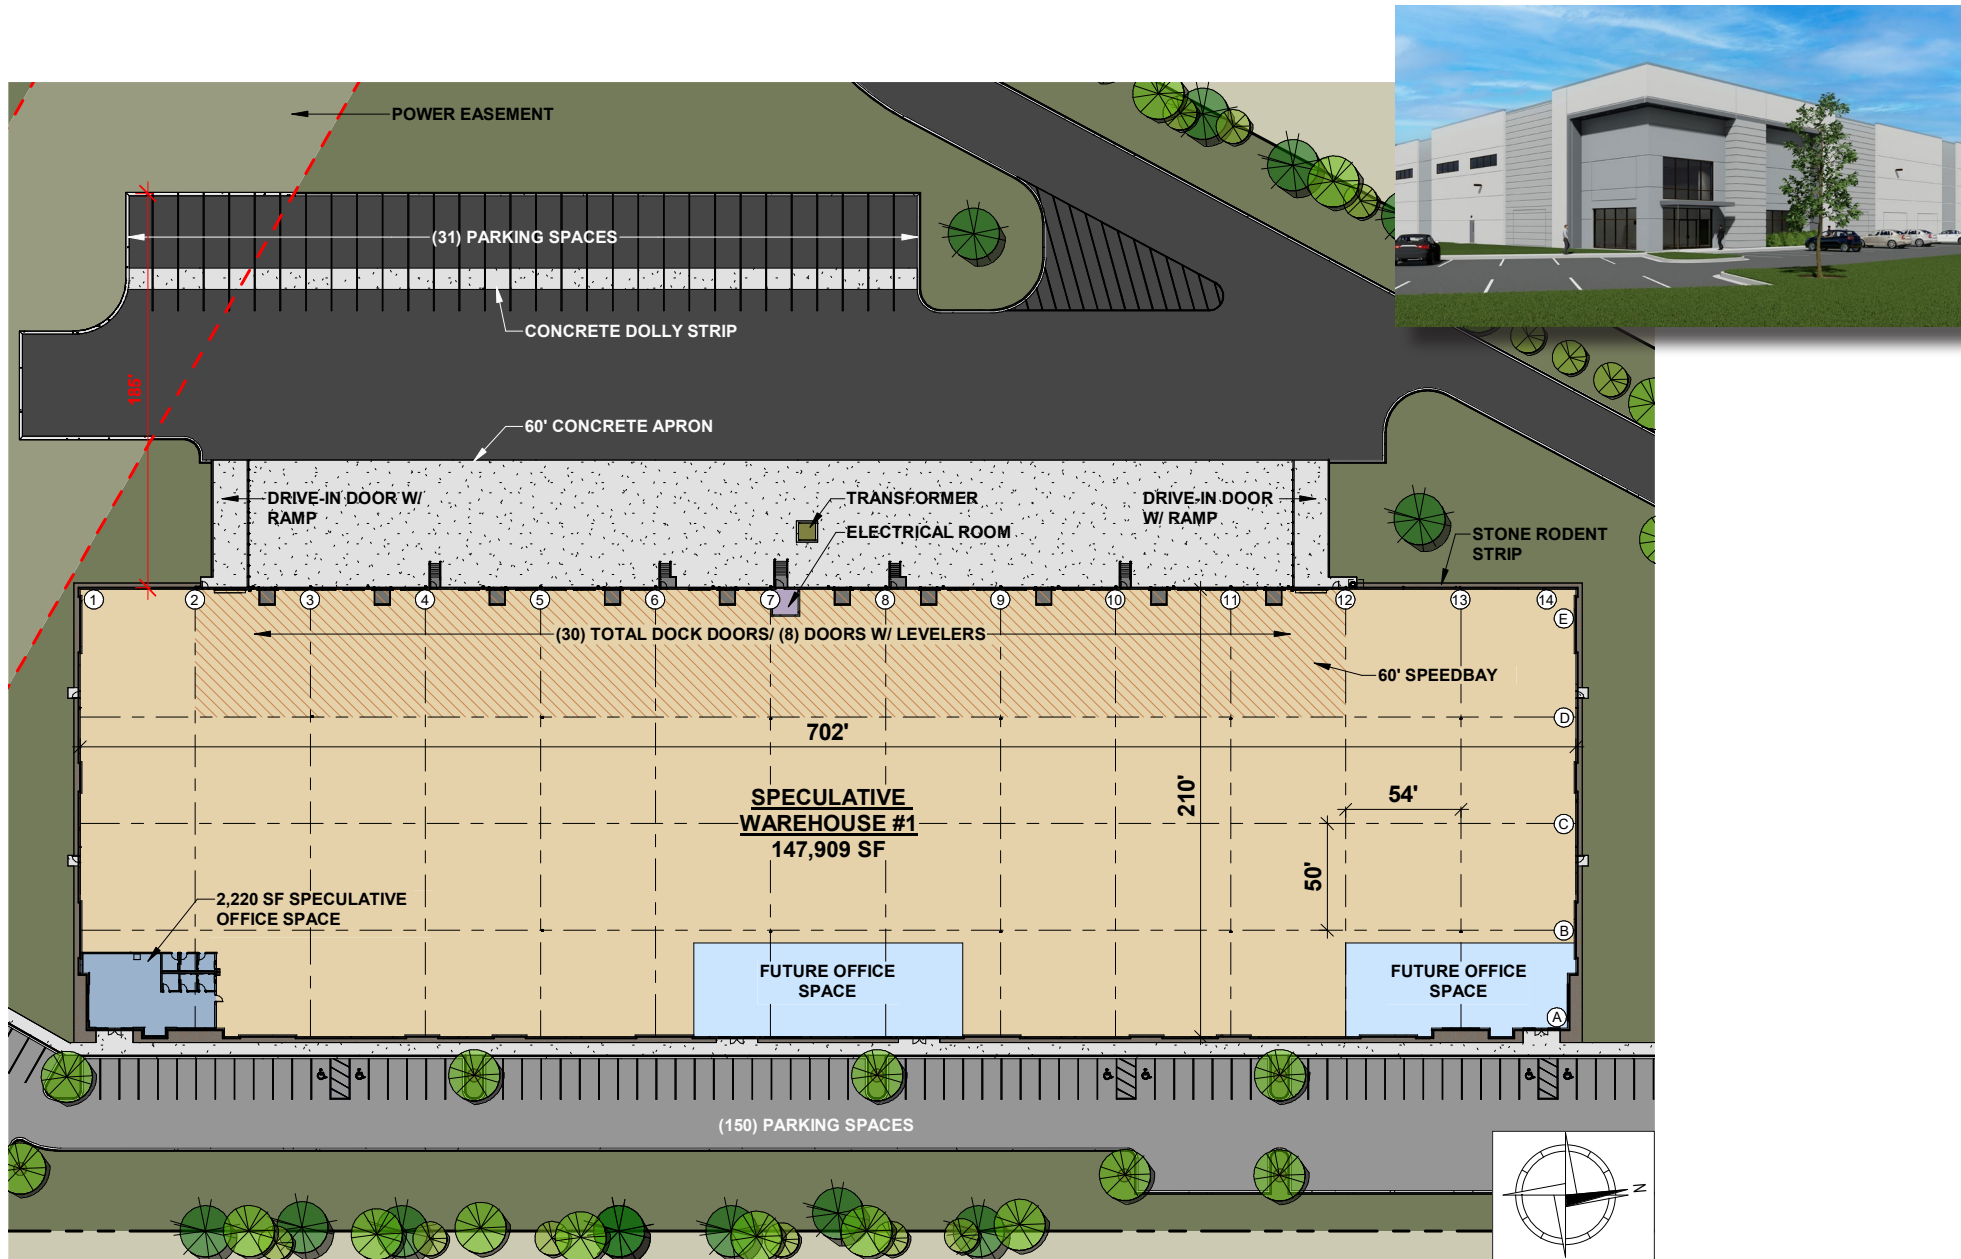 POWER EASEMENT
(31) PARKING SPACES
CONCRETE DOLLY STRIP
185'
60' CONCRETE APRON
DRIVE-IN DOOR W/
RAMP
TRANSFORMER
ELECTRICAL ROOM
DRIVE-IN DOOR
W/ RAMP
STONE RODENT
STRIP
1 2 3 4 5 6 7 8 9 10 11 12 13 14
E
(30) TOTAL DOCK DOORS/ (8) DOORS W/ LEVELERS
60' SPEEDBAY
D
702'
SPECULATIVE
WAREHOUSE #1
147,909 SF
210'
54'
C
50'
2,220 SF SPECULATIVE
OFFICE SPACE
B
FUTURE OFFICE
SPACE
FUTURE OFFICE
SPACE
A
(150) PARKING SPACES
N